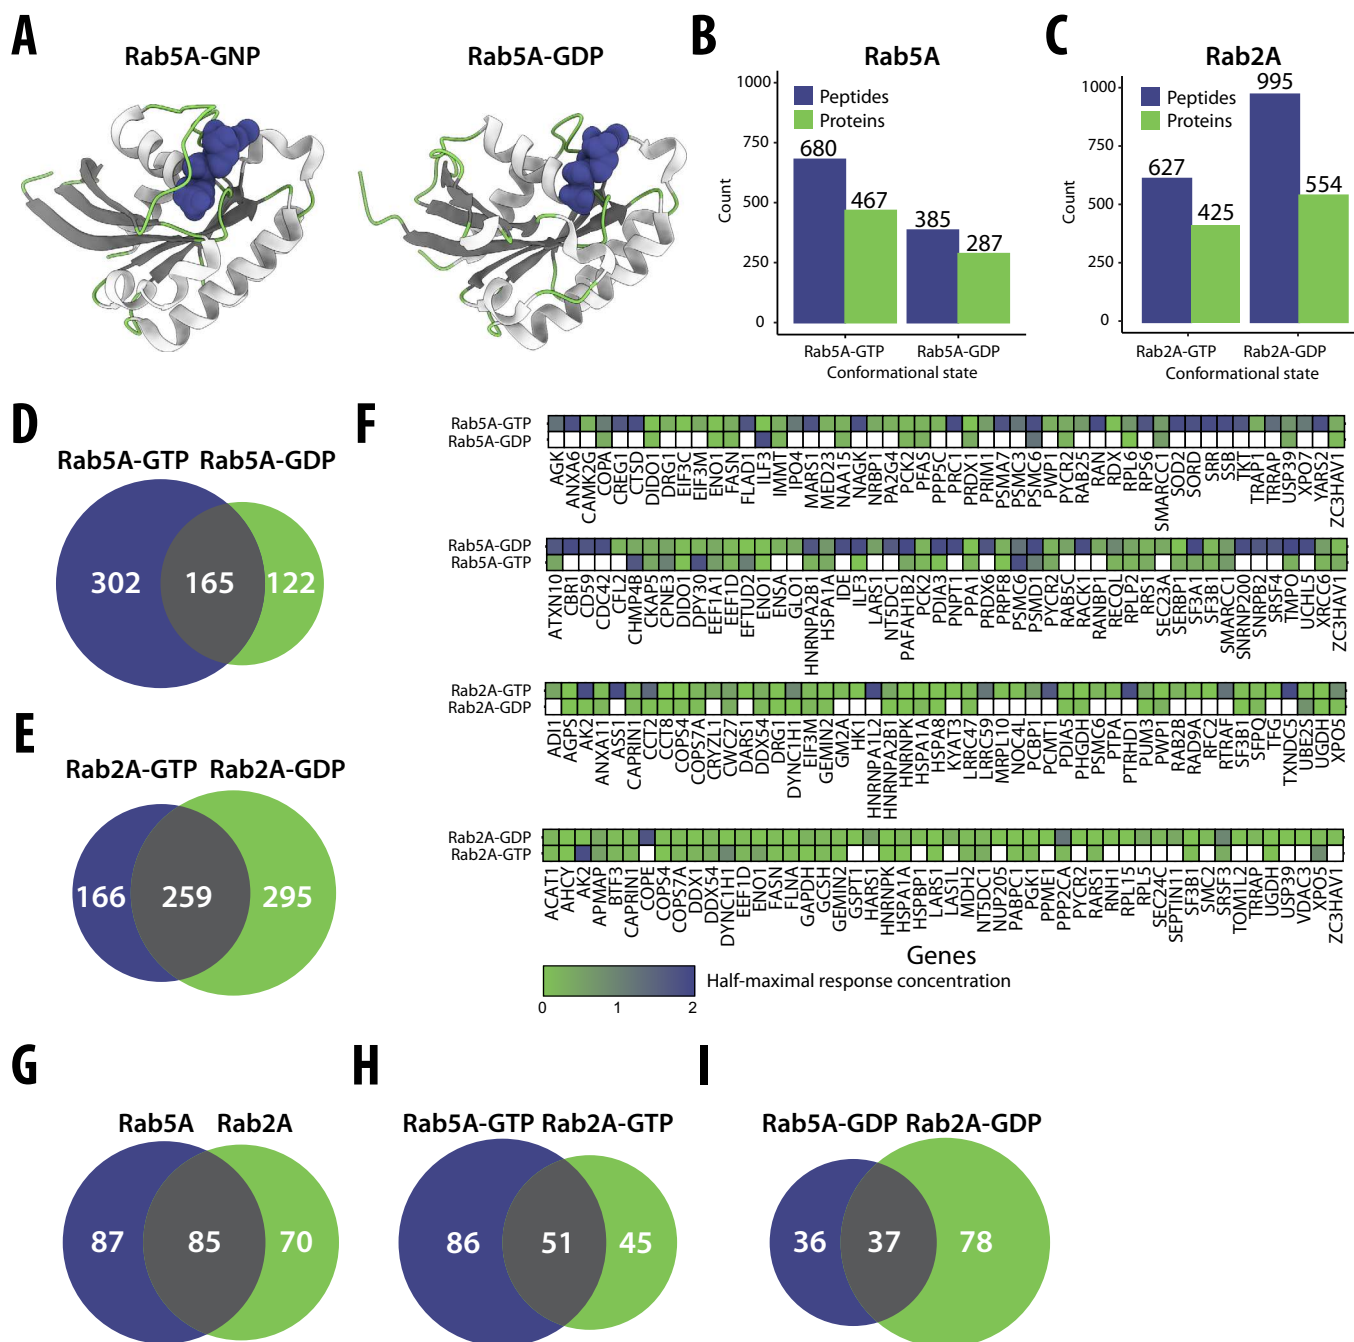 A
Rab5A-GNP
Rab5A-GDP
B
Rab5A
1000
750
500
250
0
Count
Peptides
Proteins
680
467
385
287
Rab5A-GTP
Rab5A-GDP
Conformational state
C
Rab2A
1000
750
500
250
0
Count
Peptides
Proteins
627
425
995
554
Rab2A-GTP
Rab2A-GDP
Conformational state
D
Rab5A-GTP Rab5A-GDP
302 165 122
E
Rab2A-GTP Rab2A-GDP
166 259 295
F
Rab5A-GTP
Rab5A-GDP
AGK ANXA6 CAMK2G COPA CREG1 CTSD DIDO1 DRG1 EIF3C EIF3M ENO1 FASN FLAD1 ILF3 IMMT IPO4 MARS1 MED23 NAA15 NAGK NRBP1 PA2G4 PCK2 PFAS PPP5C PRC1 PRDX1 PRIM1 PSMA7 PSMC3 PSMC6 PWP1 PYCR2 RAB25 RAN RDX RPL6 RPS6 SMARCC1 SOD2 SORD SRR SSB TKT TRAP1 TRRAP USP39 XPO7 YARS2 ZC3HAV1
Rab5A-GDP
Rab5A-GTP
ATXN10 CBR1 CD59 CDC42 CFL2 CHMP4B CKAP5 CPNE3 DIDO1 DPY30 EEF1A1 EEF1D EFTUD2 ENO1 ENSA GLO1 HNRNPA2B1 HSPA1A IDE ILF3 LARS1 NT5DC1 PAFAH1B2 PCK2 PDIA3 PNPT1 PPA1 PRDX6 PRPF8 PSMC6 PSMD1 PYCR2 RAB5C RACK1 RANBP1 RECQL RPLP2 RRS1 SEC23A SERBP1 SF3A1 SF3B1 SMARCC1 SNRNP200 SNRPB2 SRSF4 TMPO UCHL5 XRCC6 ZC3HAV1
Rab2A-GTP
Rab2A-GDP
ADI1 AGPS AK2 ANXA11 ASS1 CAPRIN1 CCT2 CCT8 COPS4 COPS7A CRYZL1 CWC27 DARS1 DDX54 DRG1 DYNC1H1 EIF3M GEMIN2 GM2A HK1 HNRNPA1L2 HNRNPA2B1 HNRNPK HSPA1A HSPA8 KYAT3 LRRC47 LRRC59 MRPL10 NOC4L PCBP1 PCMT1 PDIA5 PHGDH PSMC6 PTPA PTRHD1 PUM3 PWP1 RAB2B RAD9A RFC2 RTRAF SF3B1 SFPQ TFG TXNDC5 UBE2S UGDH XPO5
Rab2A-GDP
Rab2A-GTP
ACAT1 AHCY AK2 APMAP BTF3 CAPRIN1 COPE COPS4 COPS7A DDX1 DDX54 DYNC1H1 EEF1D ENO1 FASN FLNA GAPDH GCSH GEMIN2 GSPT1 HARS1 HNRNPK HSPA1A HSPBP1 LARS1 LAS1L MDH2 NT5DC1 NUP205 PABPC1 PGK1 PPME1 PPP2CA PYCR2 RARS1 RNH1 RPL15 RPL5 SEC24C SEPTIN11 SF3B1 SMC2 SRSF3 TOM1L2 TRRAP UGDH USP39 VDAC3 XPO5 ZC3HAV1
Genes
Half-maximal response concentration
0 1 2
G
Rab5A Rab2A
87 85 70
H
Rab5A-GTP Rab2A-GTP
86 51 45
I
Rab5A-GDP Rab2A-GDP
36 37 78